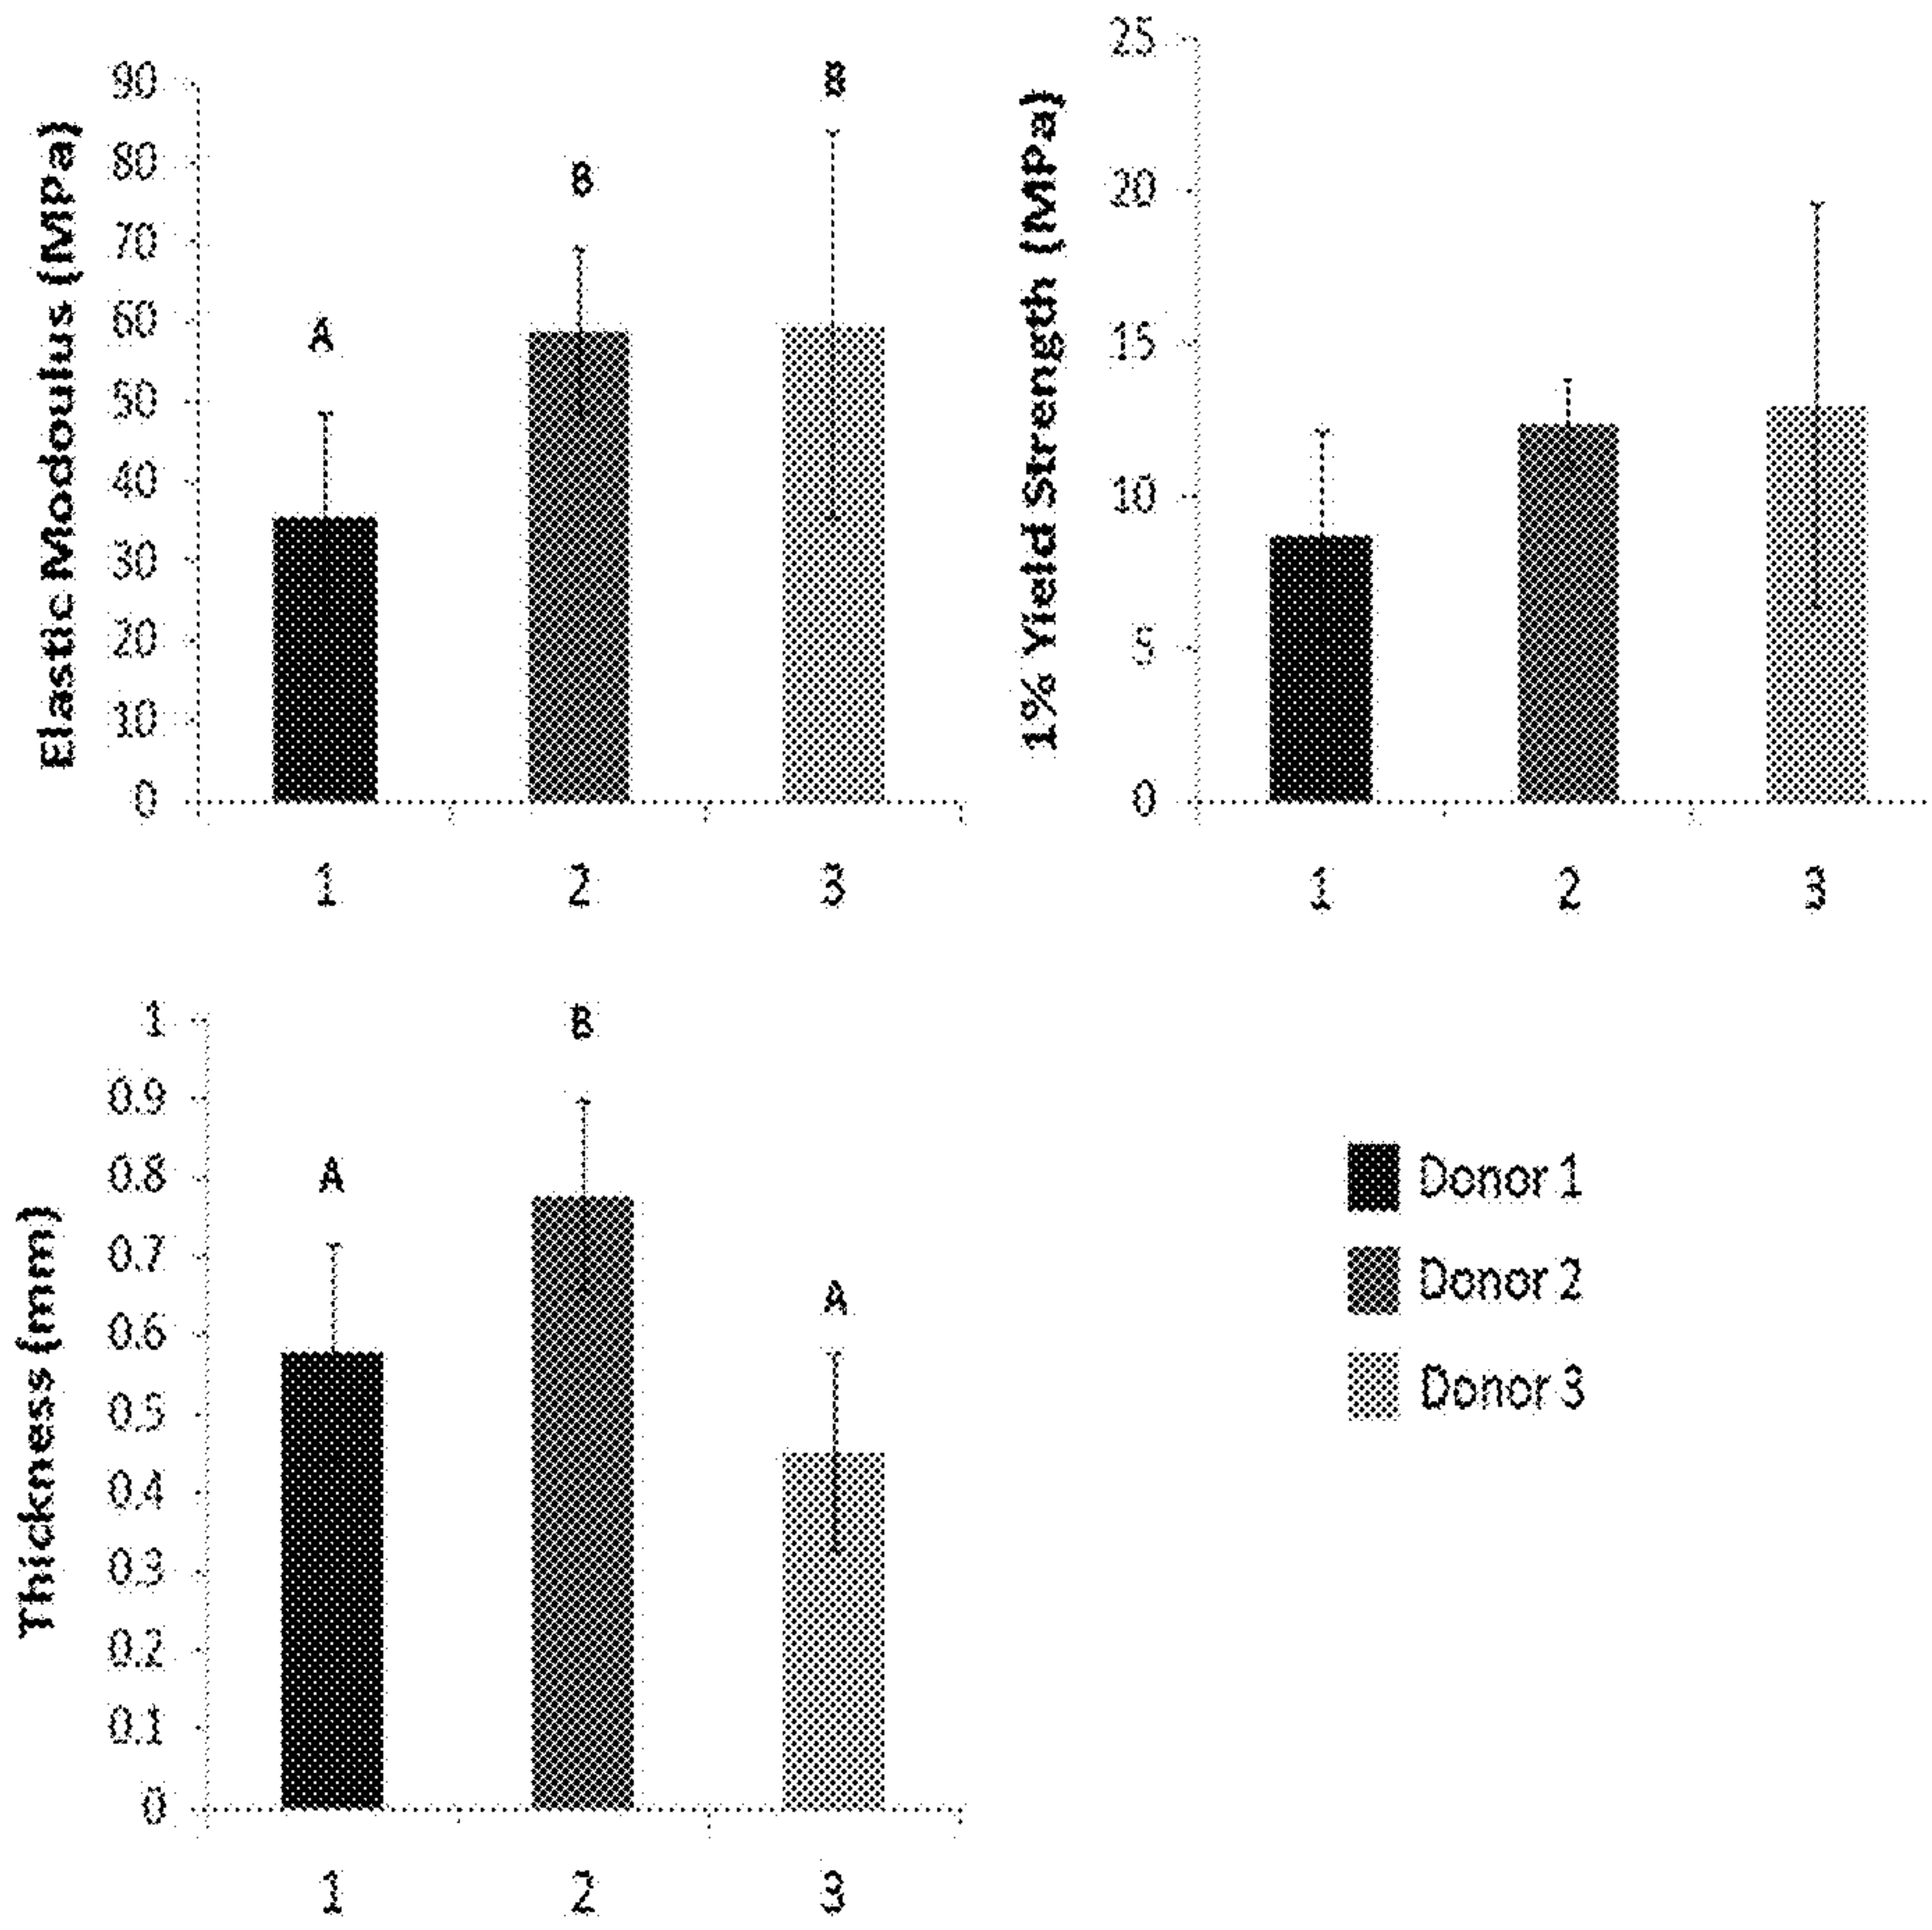 Elastic Modoulus (MPa)
90
80
70
60
50
40
30
20
10
0
A
B
B
1 2 3
1% Yield Strength (MPa)
25
20
15
10
5
0
1 2 3
Thickness (mm)
1
0.9
0.8
0.7
0.6
0.5
0.4
0.3
0.2
0.1
0
A
B
A
1 2 3
Donor 1
Donor 2
Donor 3